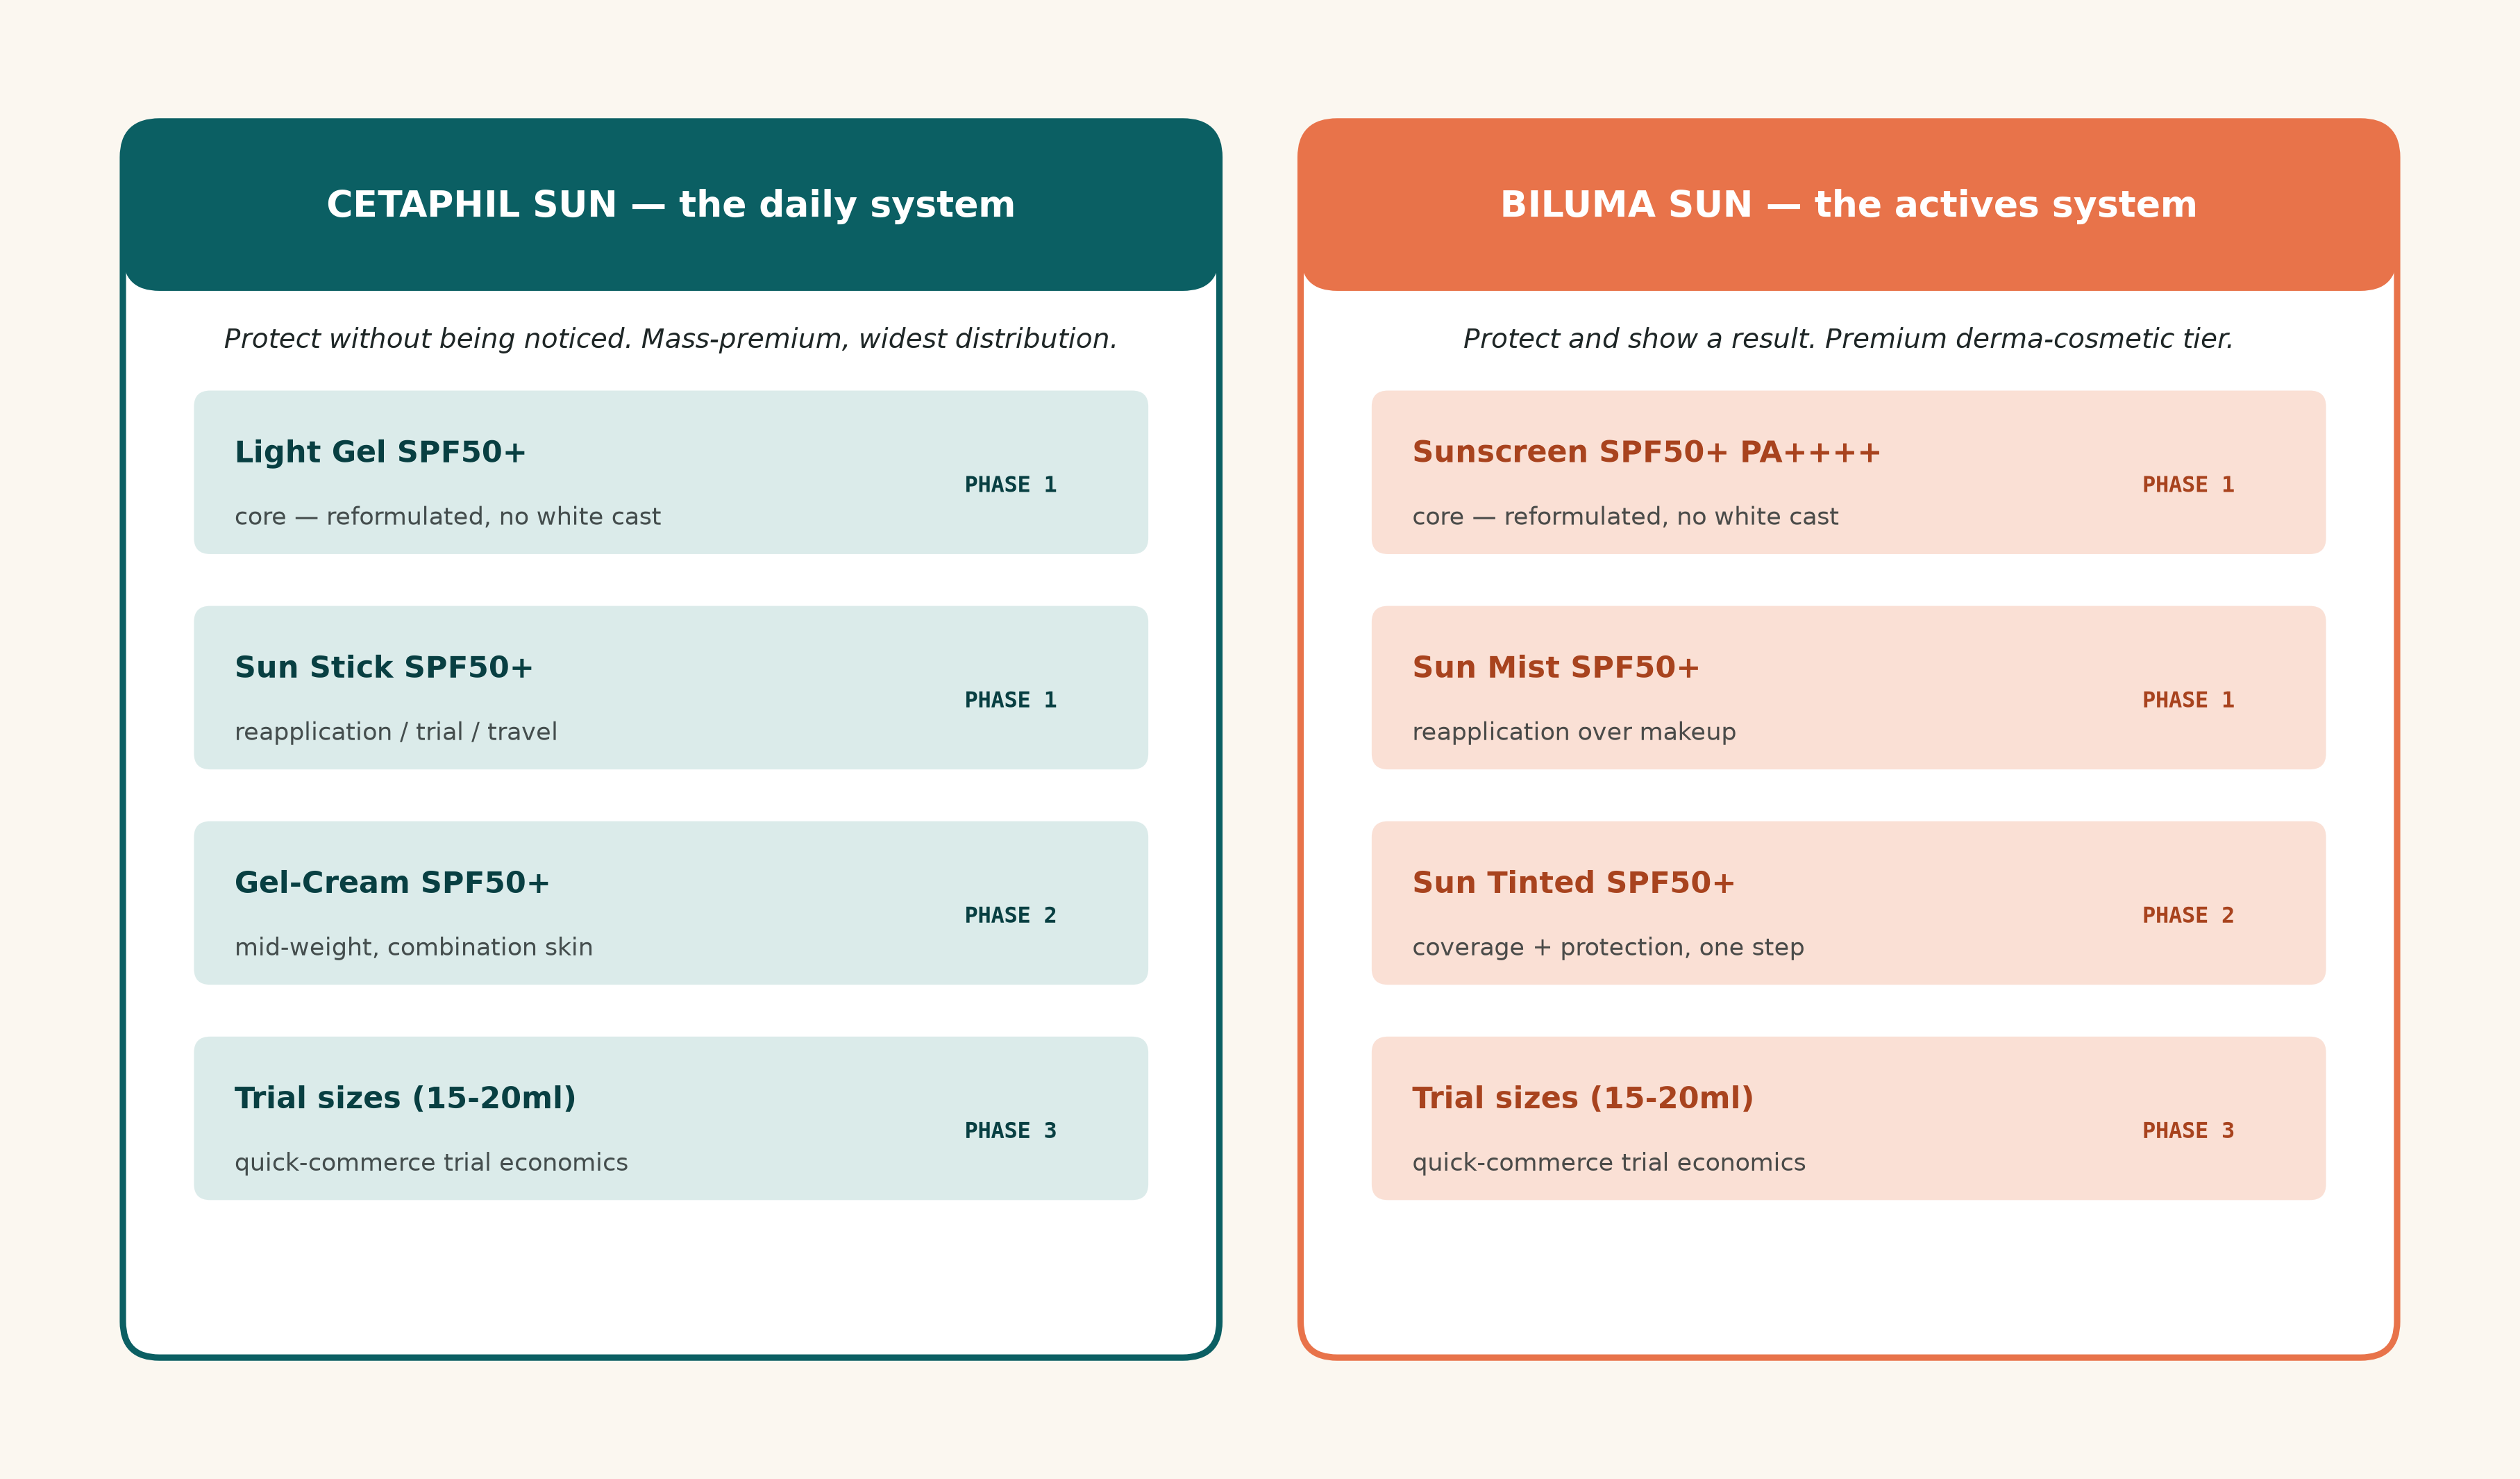 CETAPHIL SUN — the daily system
Protect without being noticed. Mass-premium, widest distribution.
Light Gel SPF50+
PHASE 1
core — reformulated, no white cast
Sun Stick SPF50+
PHASE 1
reapplication / trial / travel
Gel-Cream SPF50+
PHASE 2
mid-weight, combination skin
Trial sizes (15-20ml)
PHASE 3
quick-commerce trial economics
BILUMA SUN — the actives system
Protect and show a result. Premium derma-cosmetic tier.
Sunscreen SPF50+ PA++++
PHASE 1
core — reformulated, no white cast
Sun Mist SPF50+
PHASE 1
reapplication over makeup
Sun Tinted SPF50+
PHASE 2
coverage + protection, one step
Trial sizes (15-20ml)
PHASE 3
quick-commerce trial economics